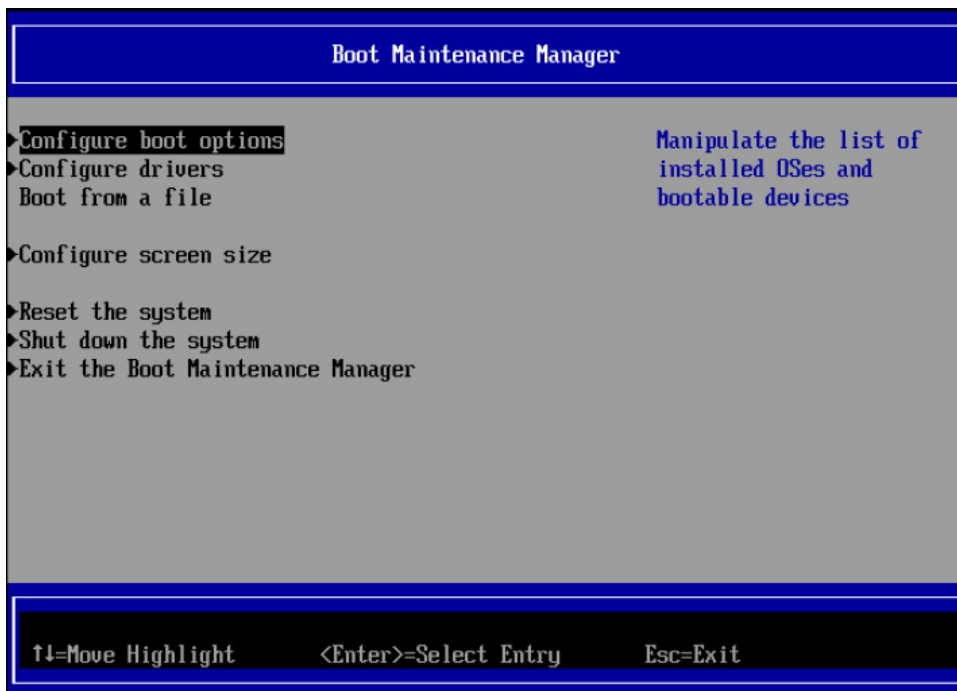 Boot Maintenance Manager
Configure boot options
Configure drivers
Boot from a file
Configure screen size
Reset the system
Shut down the system
Exit the Boot Maintenance Manager
Manipulate the list of
installed OSes and
bootable devices
↑↓=Move Highlight <Enter>=Select Entry Esc=Exit